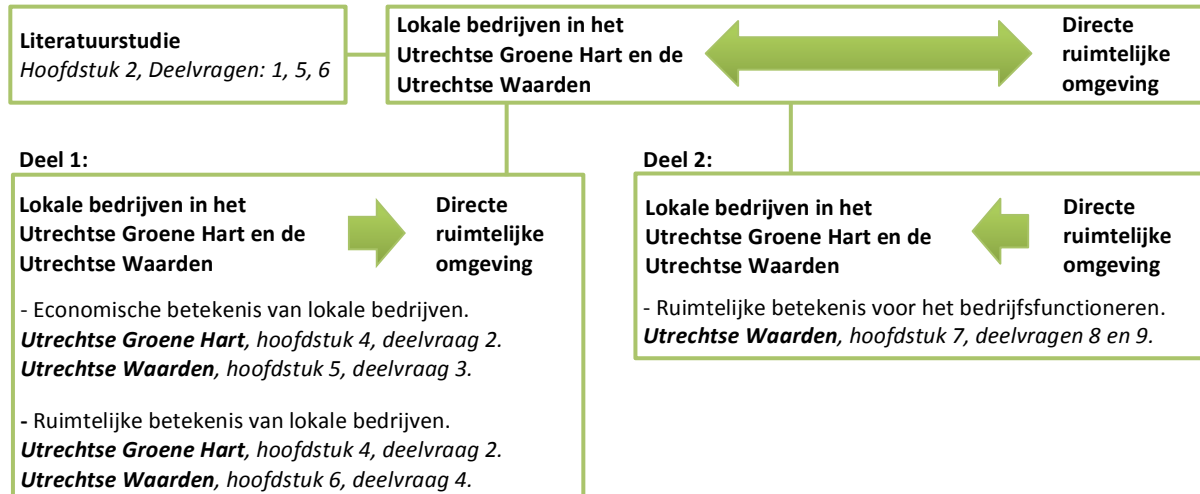 Literatuurstudie
Hoofdstuk 2, Deelvragen: 1, 5, 6
Lokale bedrijven in het
Utrechtse Groene Hart en de
Utrechtse Waarden
Directe
ruimtelijke
omgeving
Deel 1:
Lokale bedrijven in het
Utrechtse Groene Hart en de
Utrechtse Waarden
Directe
ruimtelijke
omgeving
- Economische betekenis van lokale bedrijven.
Utrechtse Groene Hart, hoofdstuk 4, deelvraag 2.
Utrechtse Waarden, hoofdstuk 5, deelvraag 3.
- Ruimtelijke betekenis van lokale bedrijven.
Utrechtse Groene Hart, hoofdstuk 4, deelvraag 2.
Utrechtse Waarden, hoofdstuk 6, deelvraag 4.
Deel 2:
Lokale bedrijven in het
Utrechtse Groene Hart en de
Utrechtse Waarden
Directe
ruimtelijke
omgeving
- Ruimtelijke betekenis voor het bedrijfsfunctioneren.
Utrechtse Waarden, hoofdstuk 7, deelvragen 8 en 9.